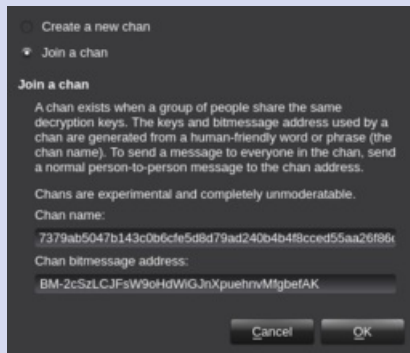 Create a new chan
Join a chan
Join a chan
A chan exists when a group of people share the same
decryption keys. The keys and bitmessage address used by a
chan are generated from a human-friendly word or phrase (the
chan name). To send a message to everyone in the chan, send
a normal person-to-person message to the chan address.
Chans are experimental and completely unmoderatable.
Chan name:
7379ab5047b143c0b6cfe5d8d79ad240b4b4f8cced55aa26f86
Chan bitmessage address:
BM-2cSzLCJFsW9oHdWiGJnXpuehnvMfgbefAK
Cancel
OK